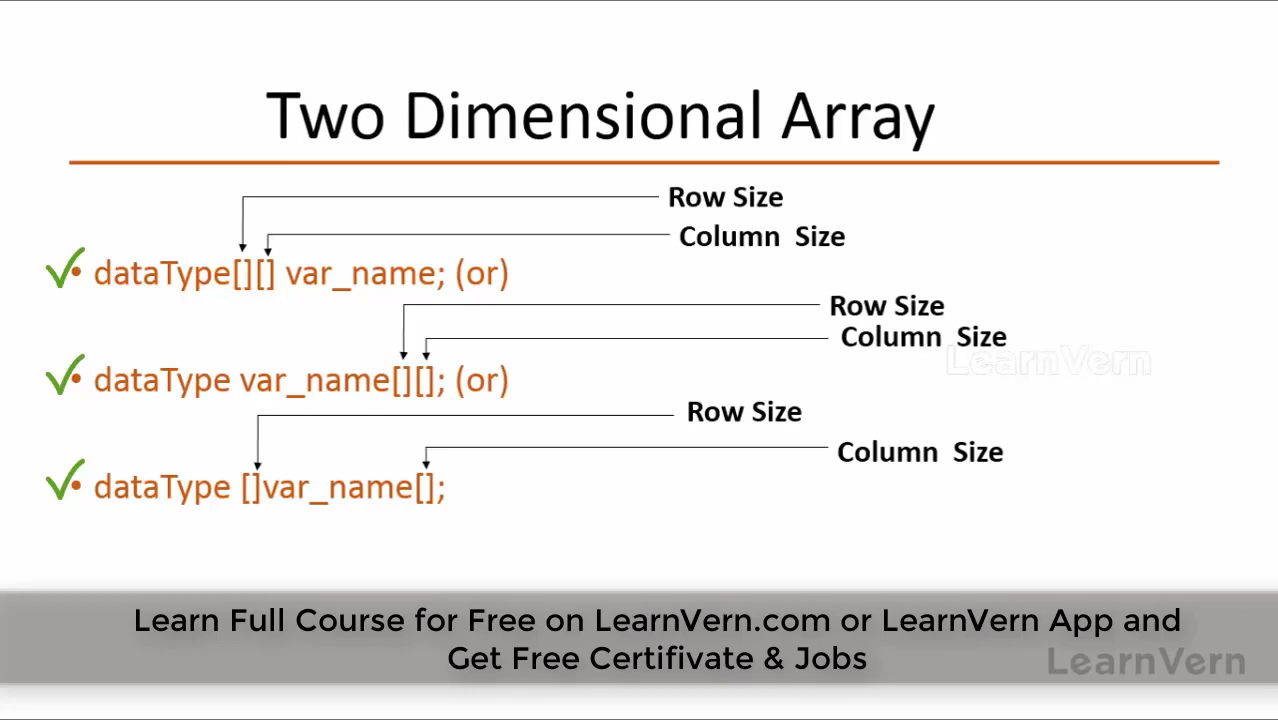 Two Dimensional Array
Row Size
Column Size
• dataType[][] var_name; (or)
Row Size
Column Size
LearnVern
• dataType var_name[][]; (or)
Row Size
Column Size
• dataType []var_name[];
Learn Full Course for Free on LearnVern.com or LearnVern App and
Get Free Certifivate & Jobs
LearnVern